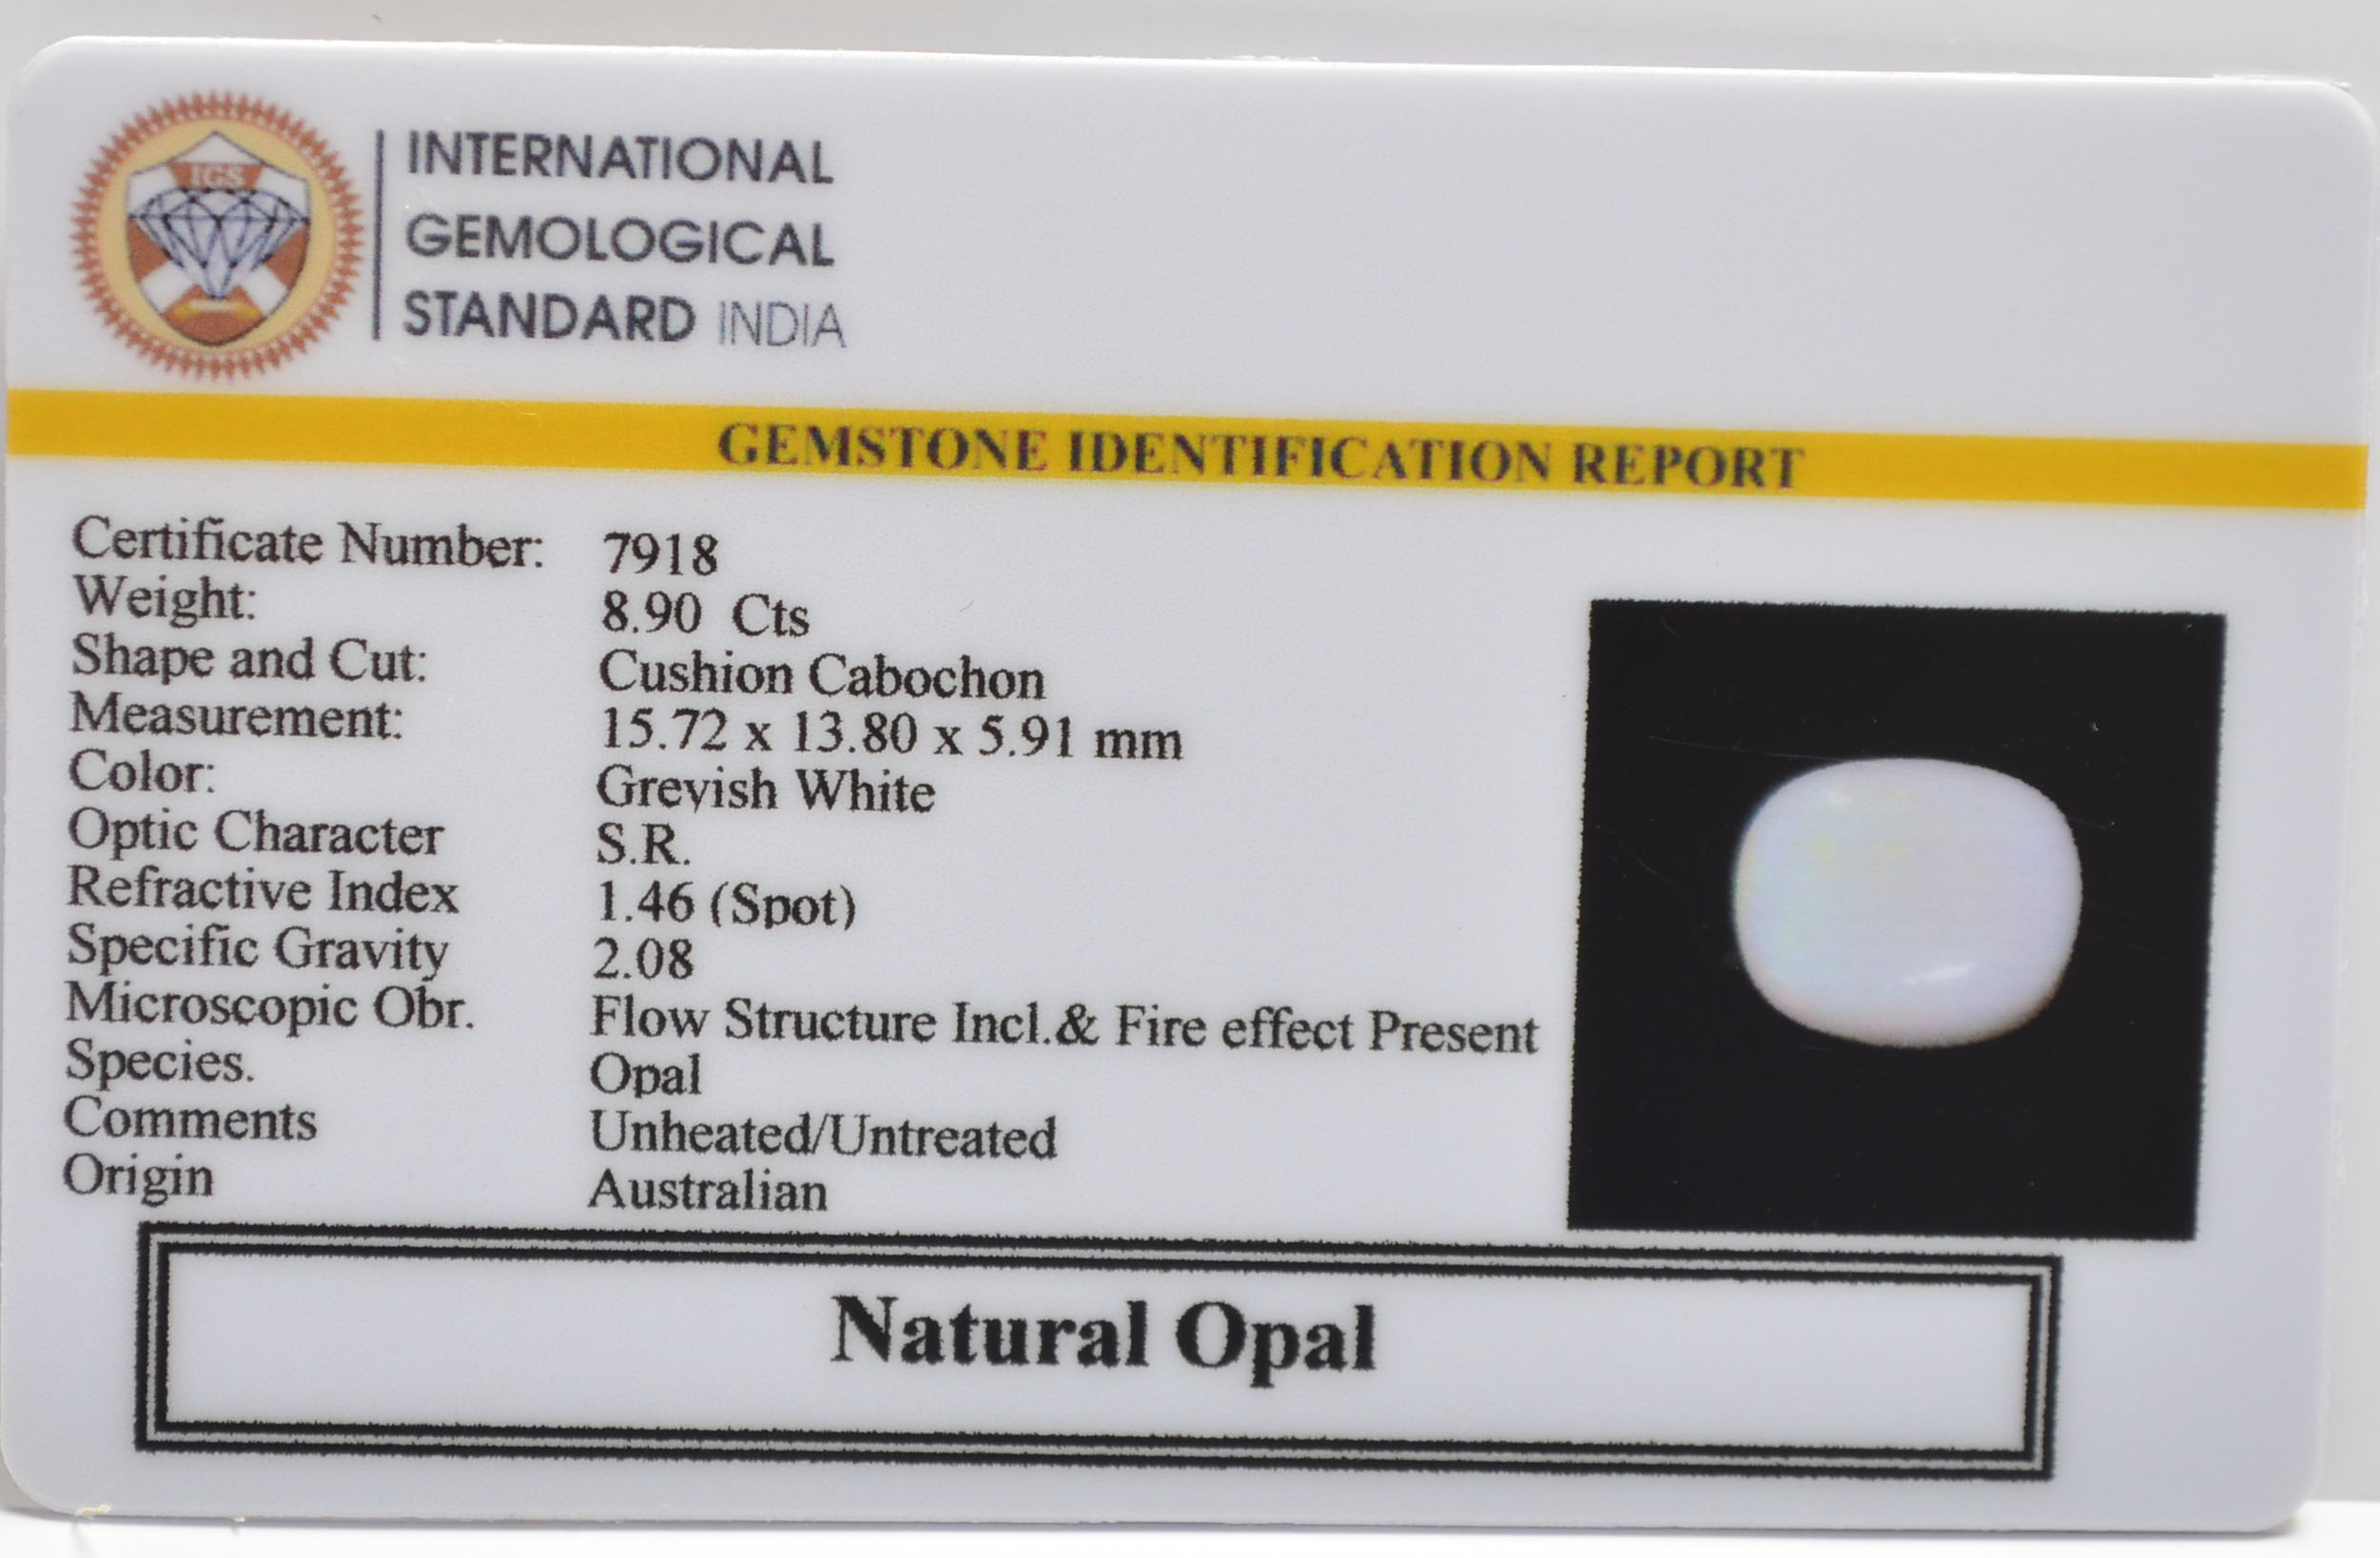 IGS
INTERNATIONAL
GEMOLOGICAL
STANDARD INDIA
GEMSTONE IDENTIFICATION REPORT
Certificate Number: 7918
Weight: 8.90 Cts
Shape and Cut: Cushion Cabochon
Measurement: 15.72 x 13.80 x 5.91 mm
Color: Greyish White
Optic Character S.R.
Refractive Index 1.46 (Spot)
Specific Gravity 2.08
Microscopic Obr. Flow Structure Incl.& Fire effect Present
Species. Opal
Comments Unheated/Untreated
Origin Australian
Natural Opal